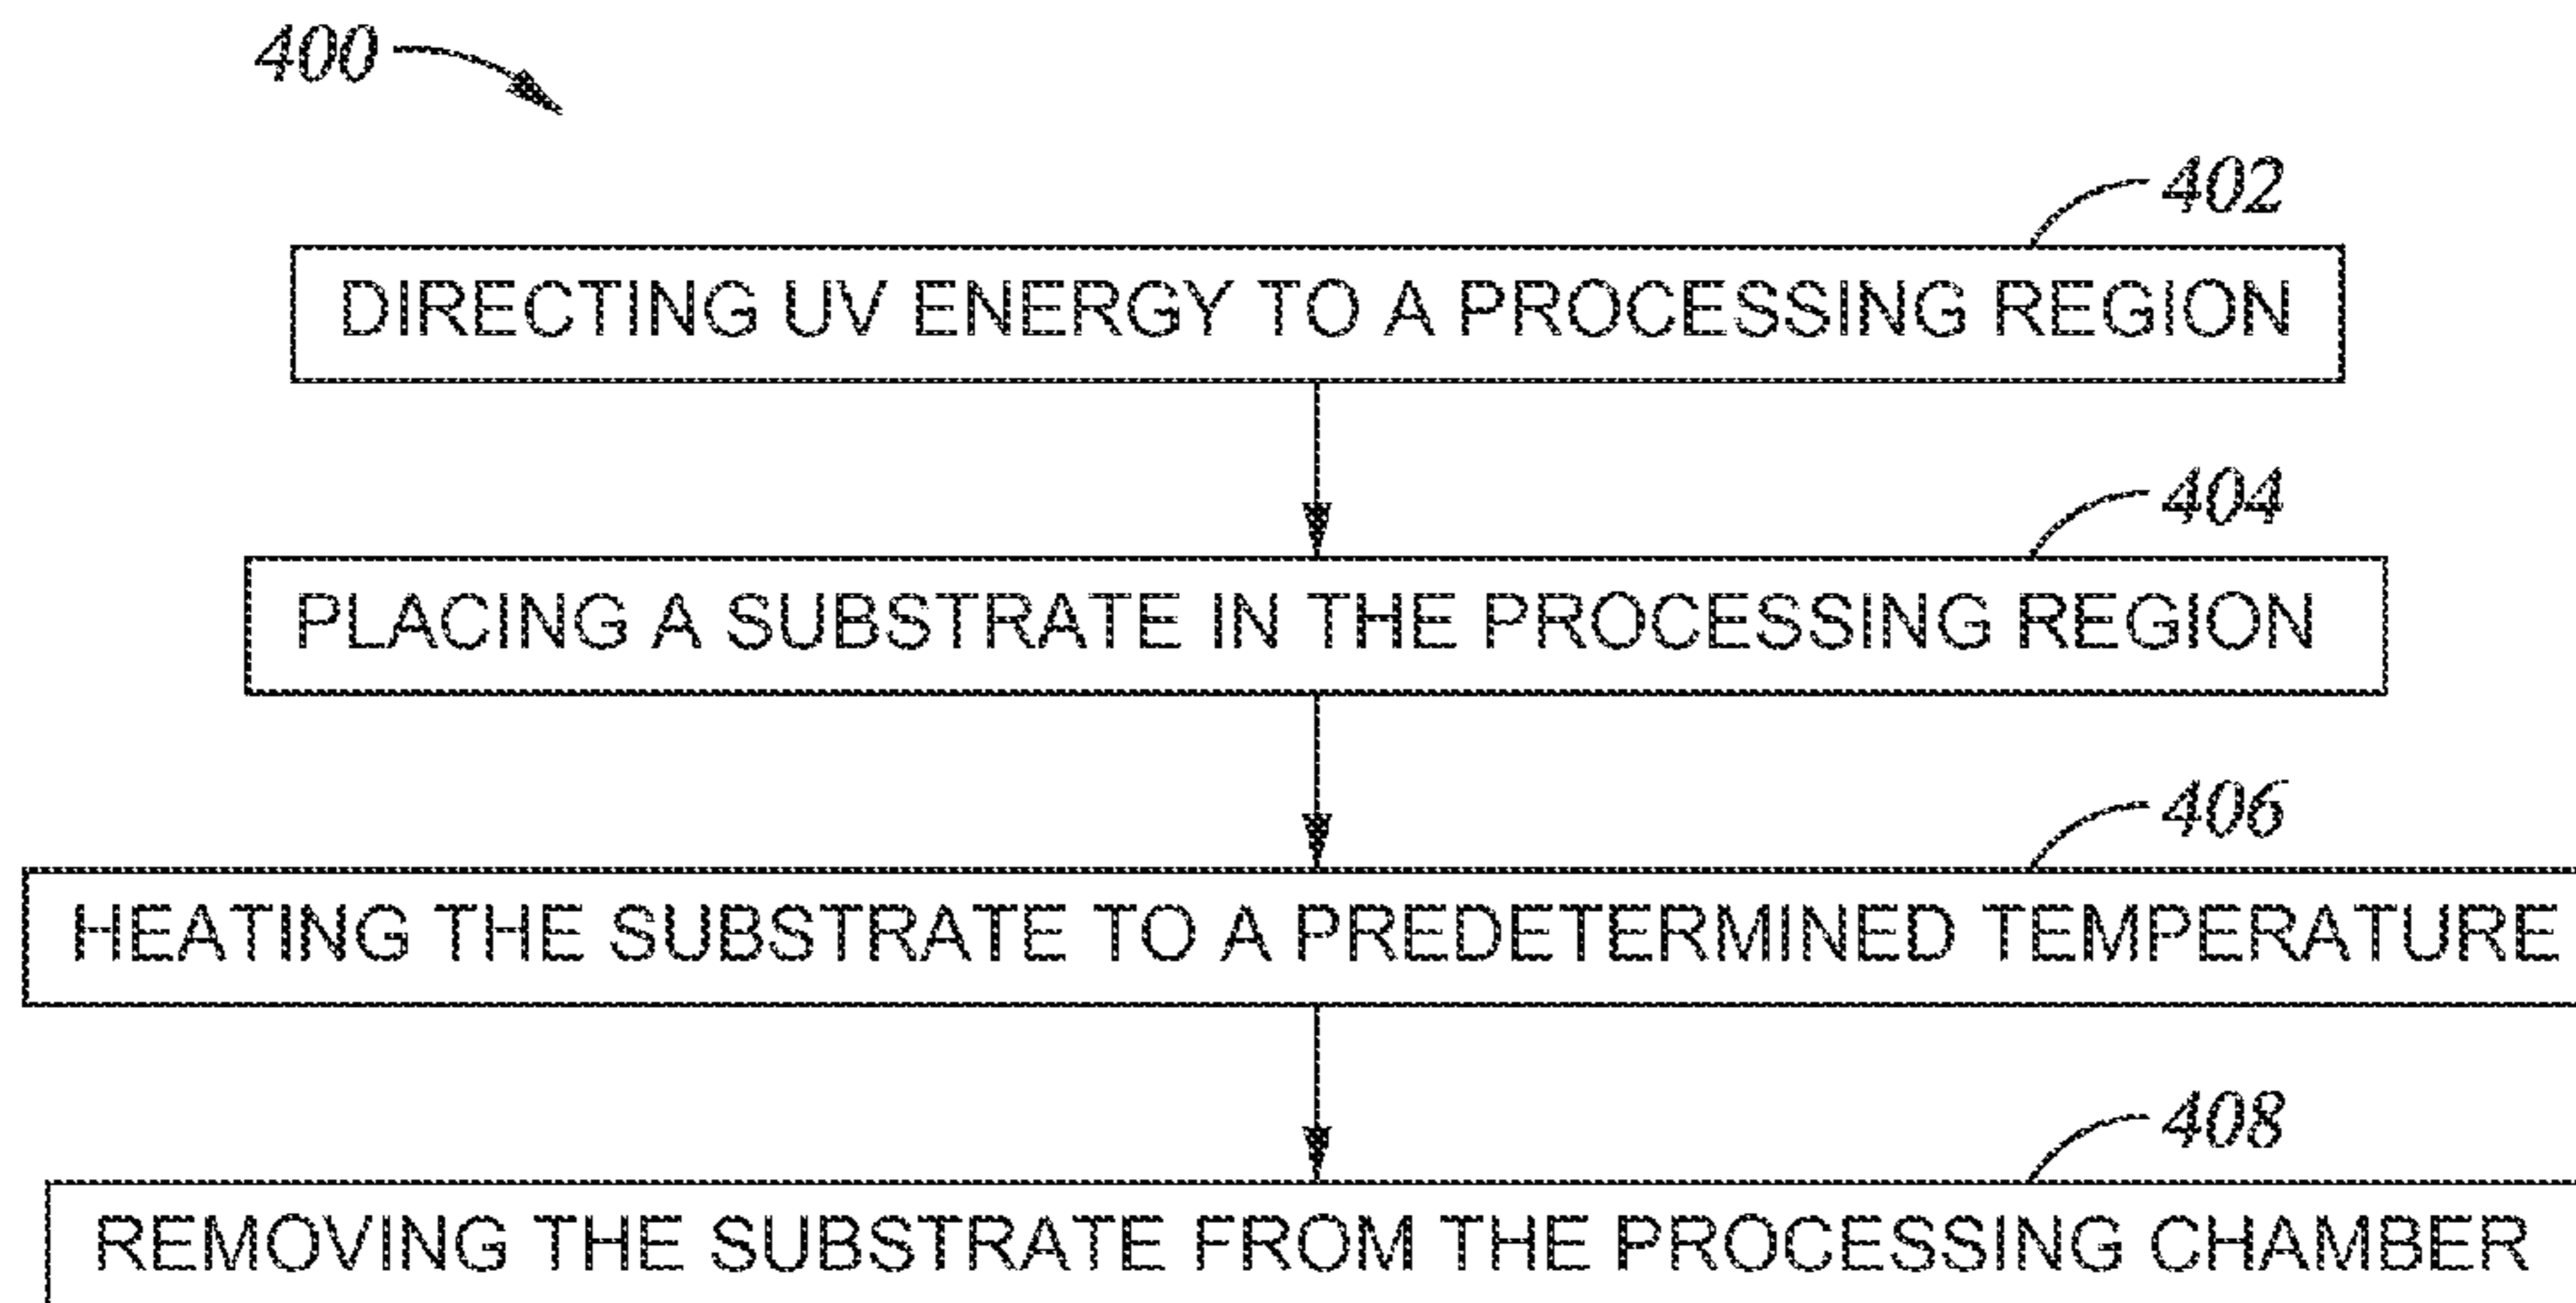 400
402
DIRECTING UV ENERGY TO A PROCESSING REGION
404
PLACING A SUBSTRATE IN THE PROCESSING REGION
406
HEATING THE SUBSTRATE TO A PREDETERMINED TEMPERATURE
408
REMOVING THE SUBSTRATE FROM THE PROCESSING CHAMBER